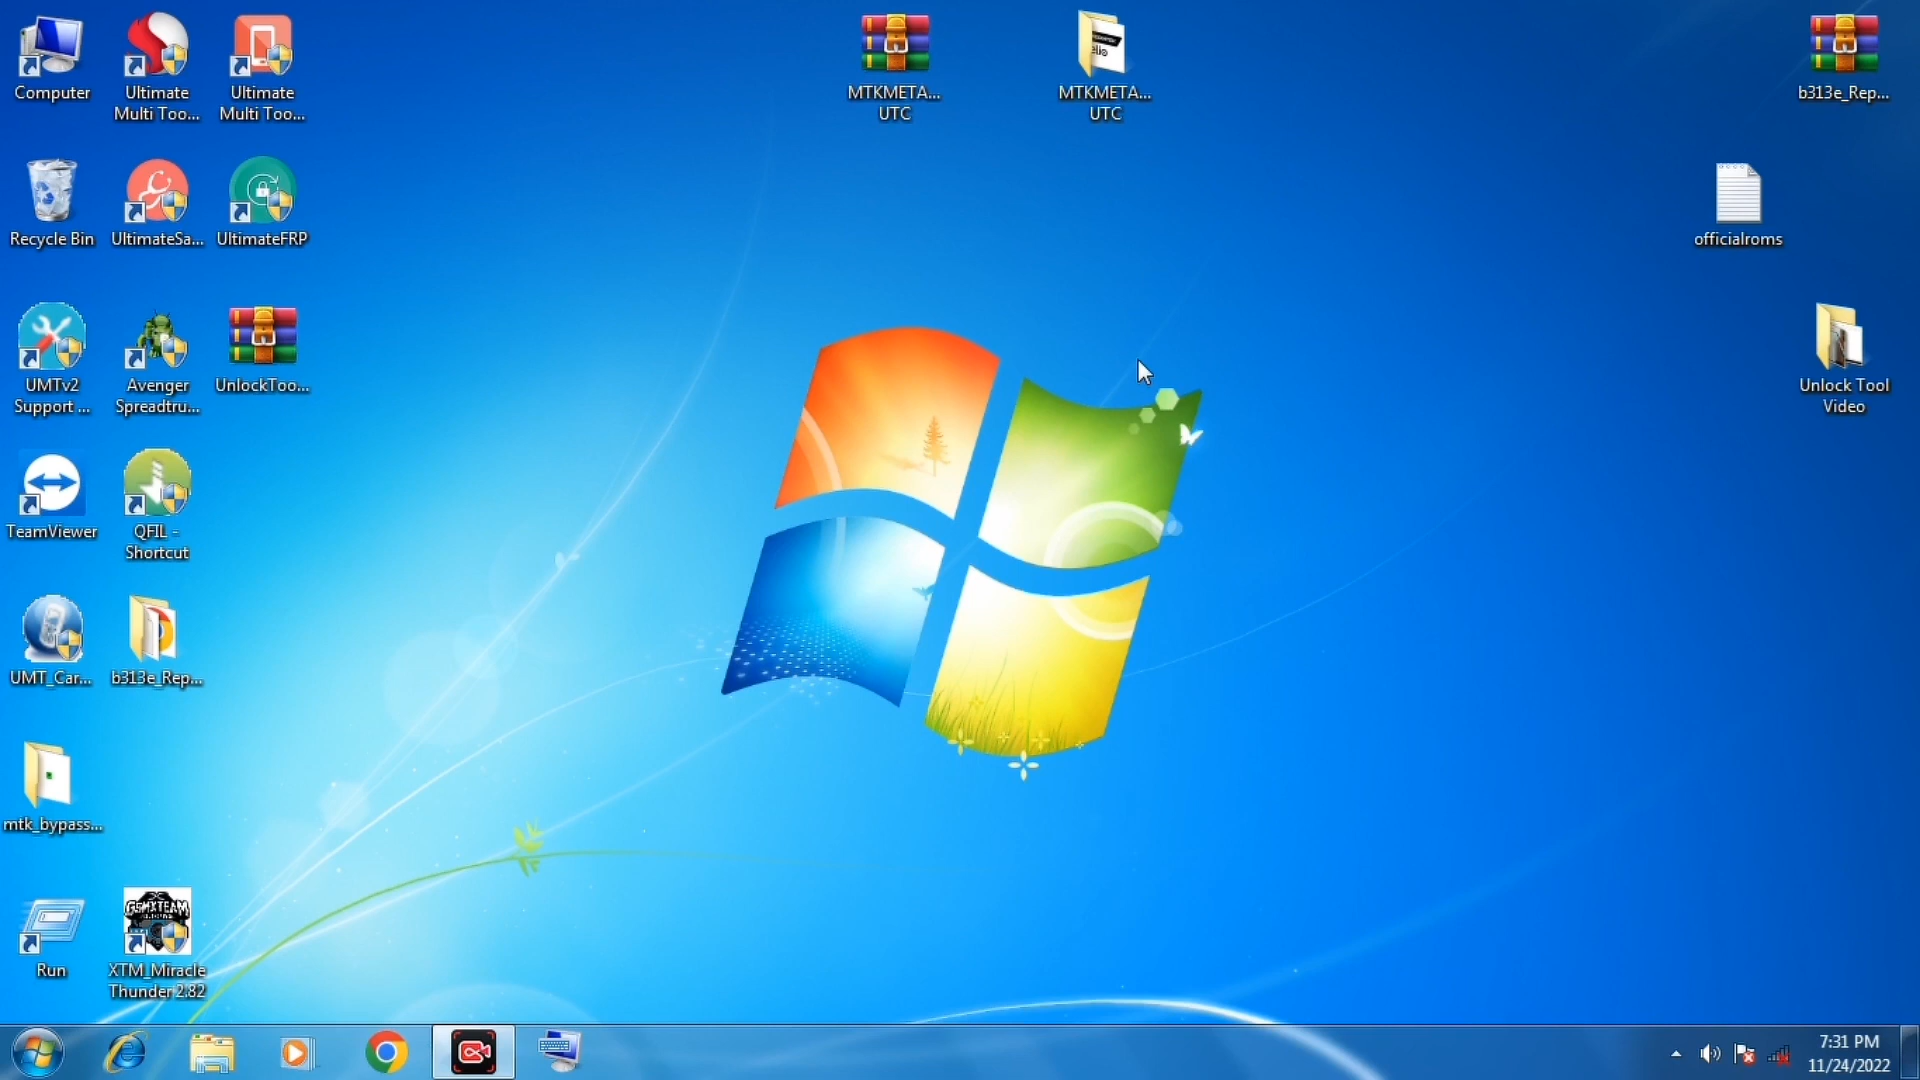 Computer
Ultimate
Multi Too...
Ultimate
Multi Too...
MTKMETA...
UTC
MTKMETA...
UTC
b313e_Rep...
Recycle Bin
UltimateSa...
UltimateFRP
officialroms
UMTv2
Support ...
Avenger
Spreadtru...
UnlockToo...
Unlock Tool
Video
TeamViewer
QFIL -
Shortcut
UMT_Car...
b313e_Rep...
mtk_bypass...
Run
GSMXTEAM
XTM_Miracle
Thunder 2.82
7:31 PM
11/24/2022